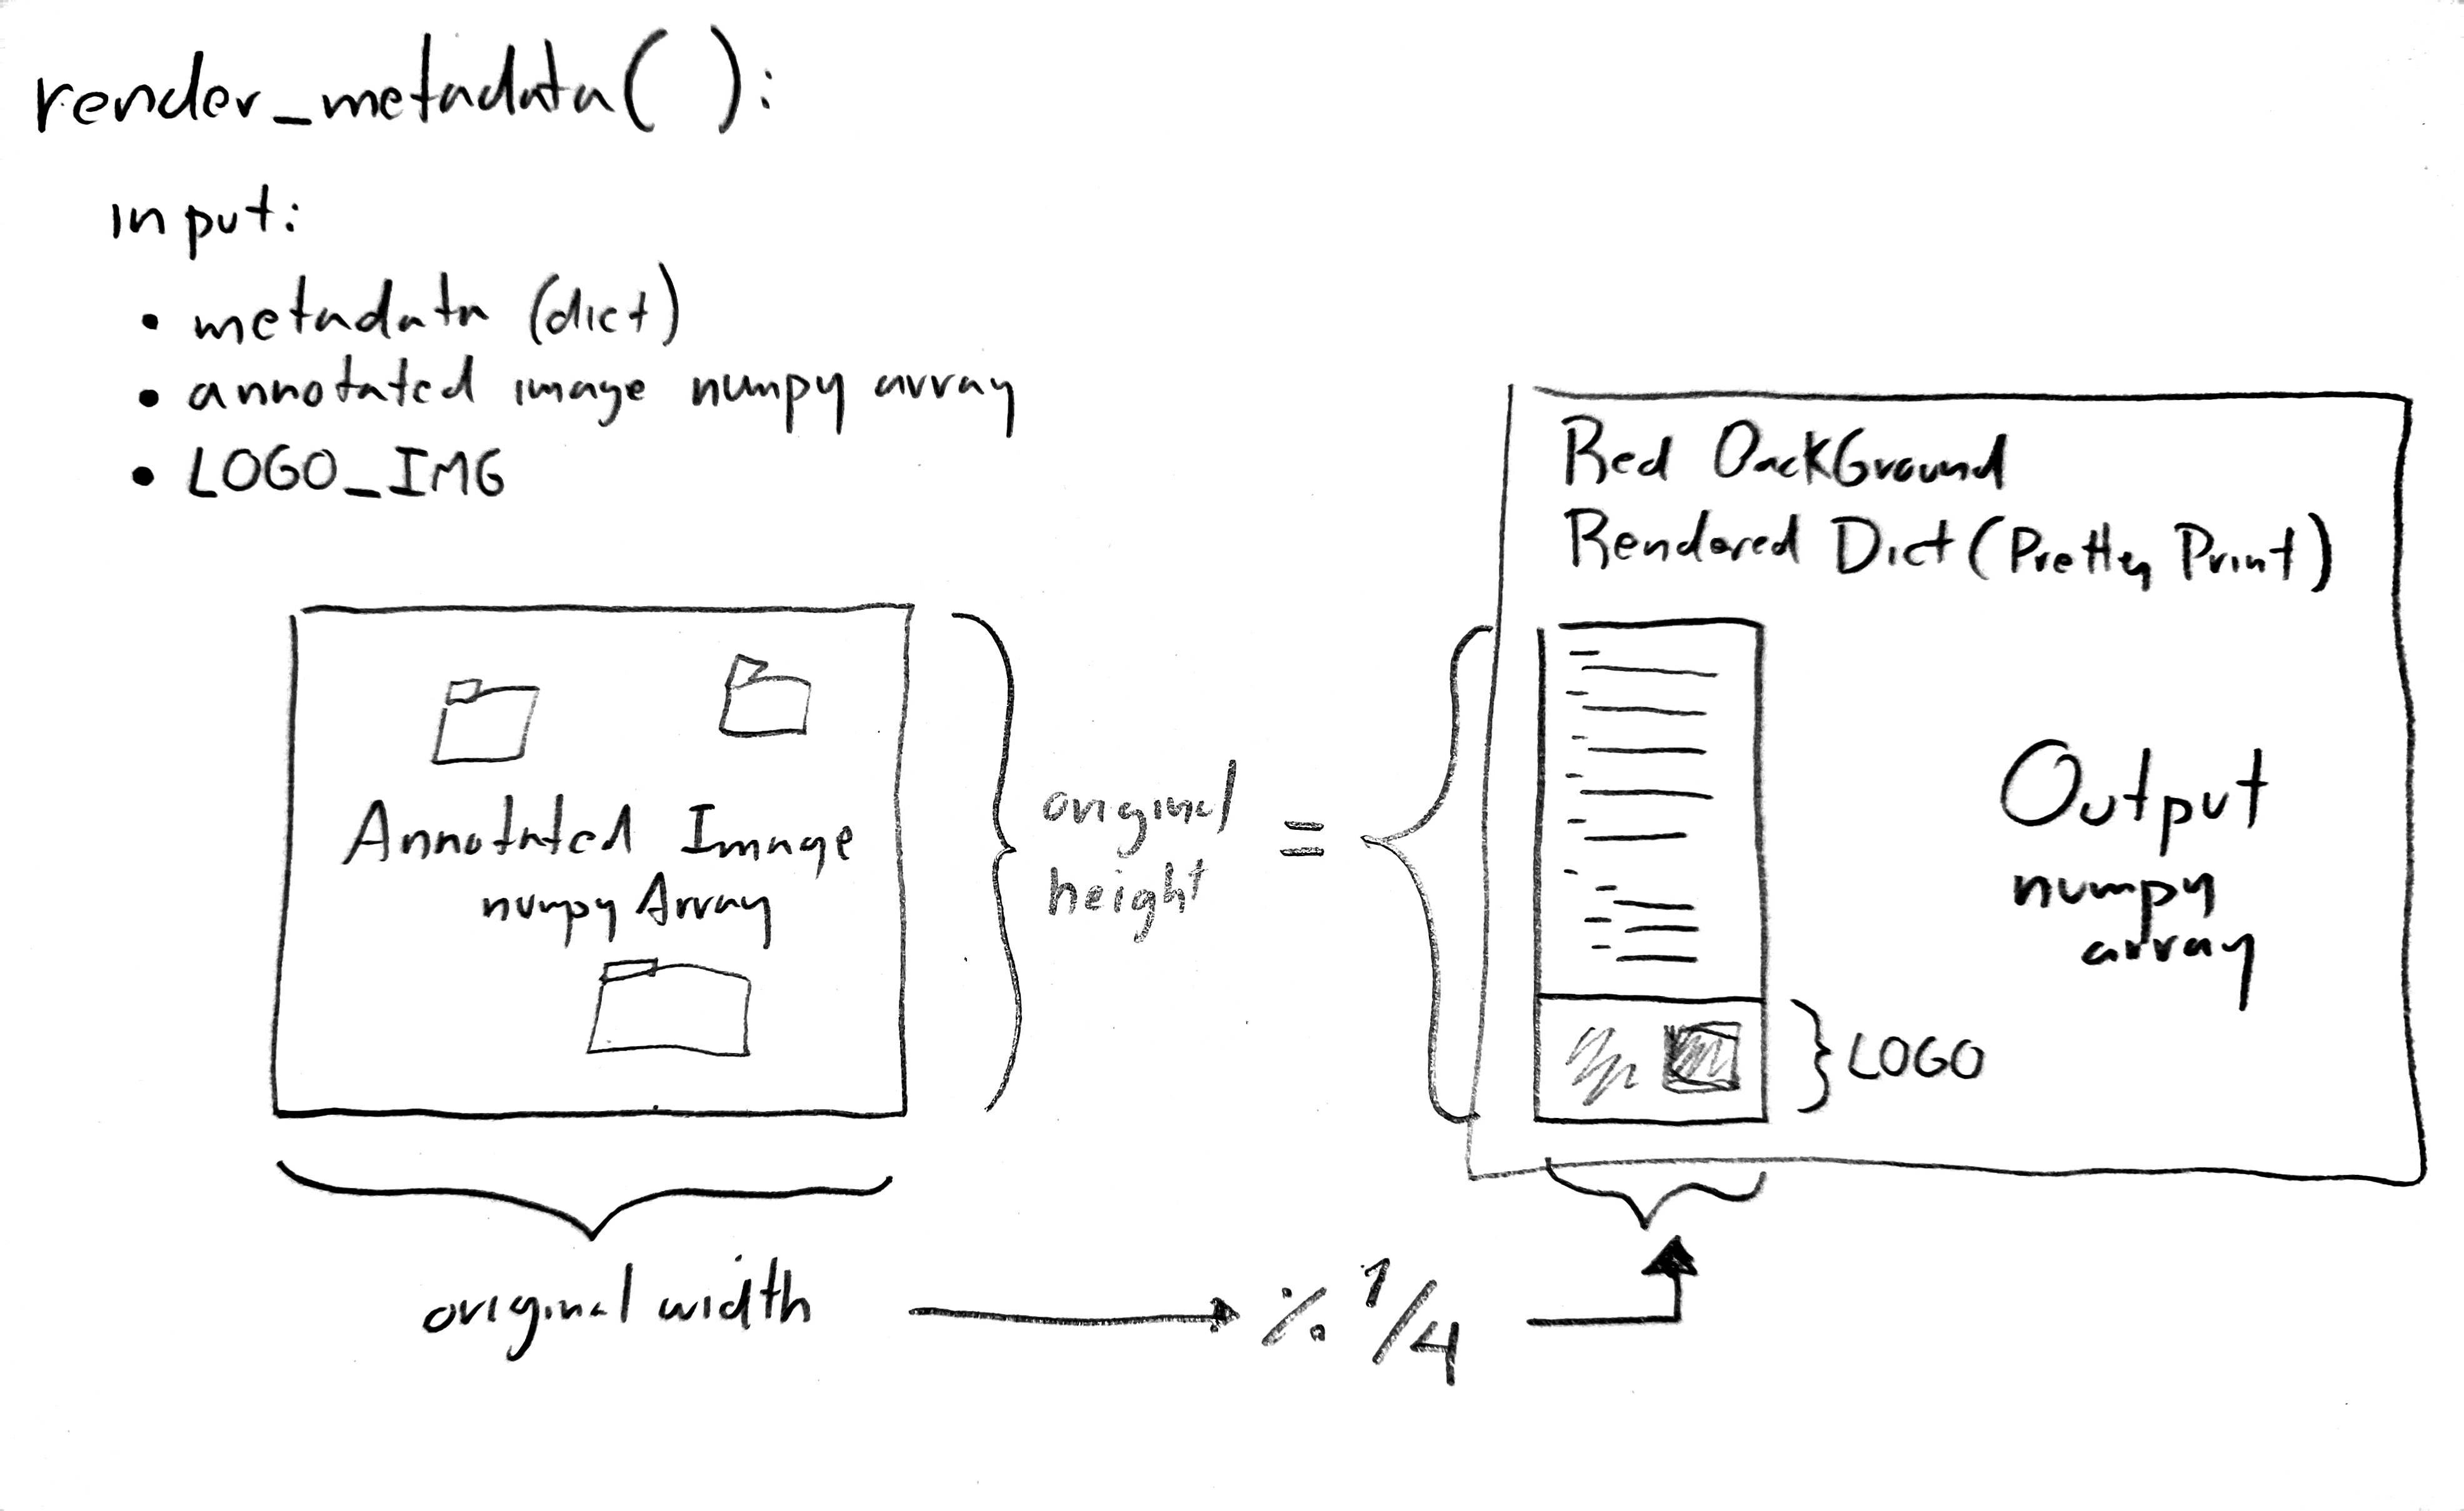 render_metadata( ):
input:
• metadata (dict)
• annotated image numpy array
• LOGO_IMG
Red OackGround
Rendered Dict (Pretty Print)
Annotated Image
numpy Array
original
height
=
Output
numpy
array
LOGO
original width
% 1/4